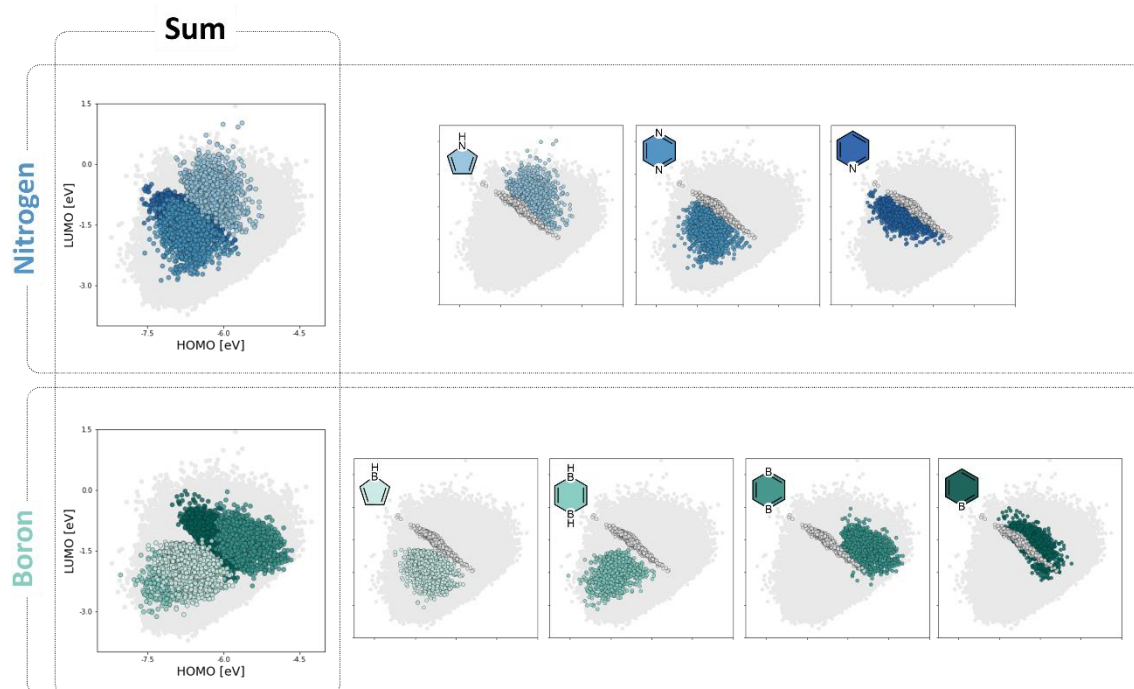 Sum
Nitrogen
1.5
0.0
-1.5
-3.0
LUMO [eV]
-7.5
-6.0
-4.5
HOMO [eV]
H
N
N
N
N
Boron
1.5
0.0
-1.5
-3.0
LUMO [eV]
-7.5
-6.0
-4.5
HOMO [eV]
H
B
H
B
B
H
B
B
B